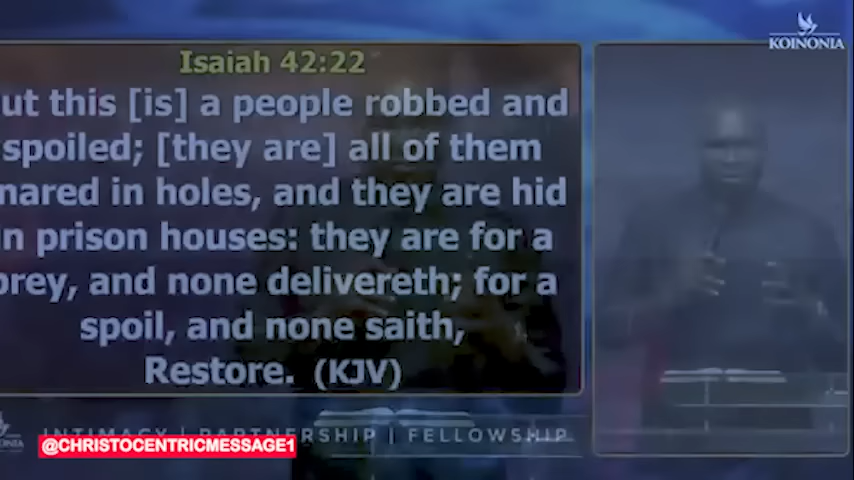 KOINONIA
Isaiah 42:22
ut this [is] a people robbed and
spoiled; [they are] all of them
nared in holes, and they are hid
n prison houses: they are for a
prey, and none delivereth; for a
spoil, and none saith,
Restore. (KJV)
INTIMACY | PARTNERSHIP | FELLOWSHIP
@CHRISTOCENTRICMESSAGE1